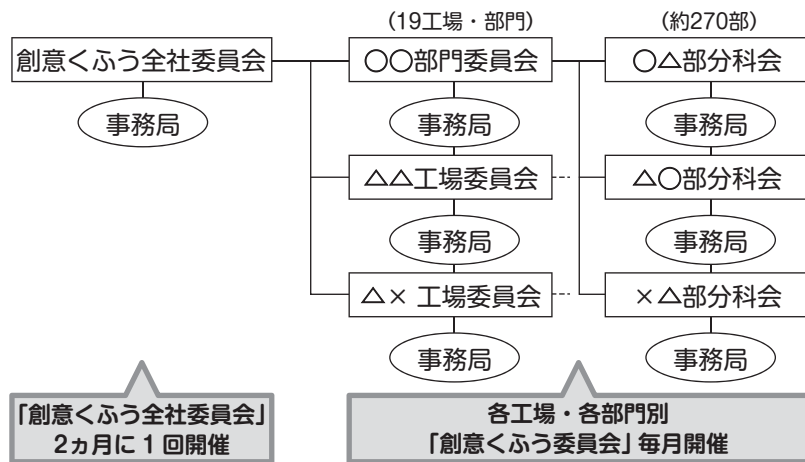 (19工場・部門)
(約270部)
創意くふう全社委員会
○○部門委員会
○△部分科会
事務局
事務局
事務局
△△工場委員会
△○部分科会
事務局
事務局
△× 工場委員会
×△部分科会
事務局
事務局
「創意くふう全社委員会」
2ヵ月に1回開催
各工場・各部門別
「創意くふう委員会」毎月開催